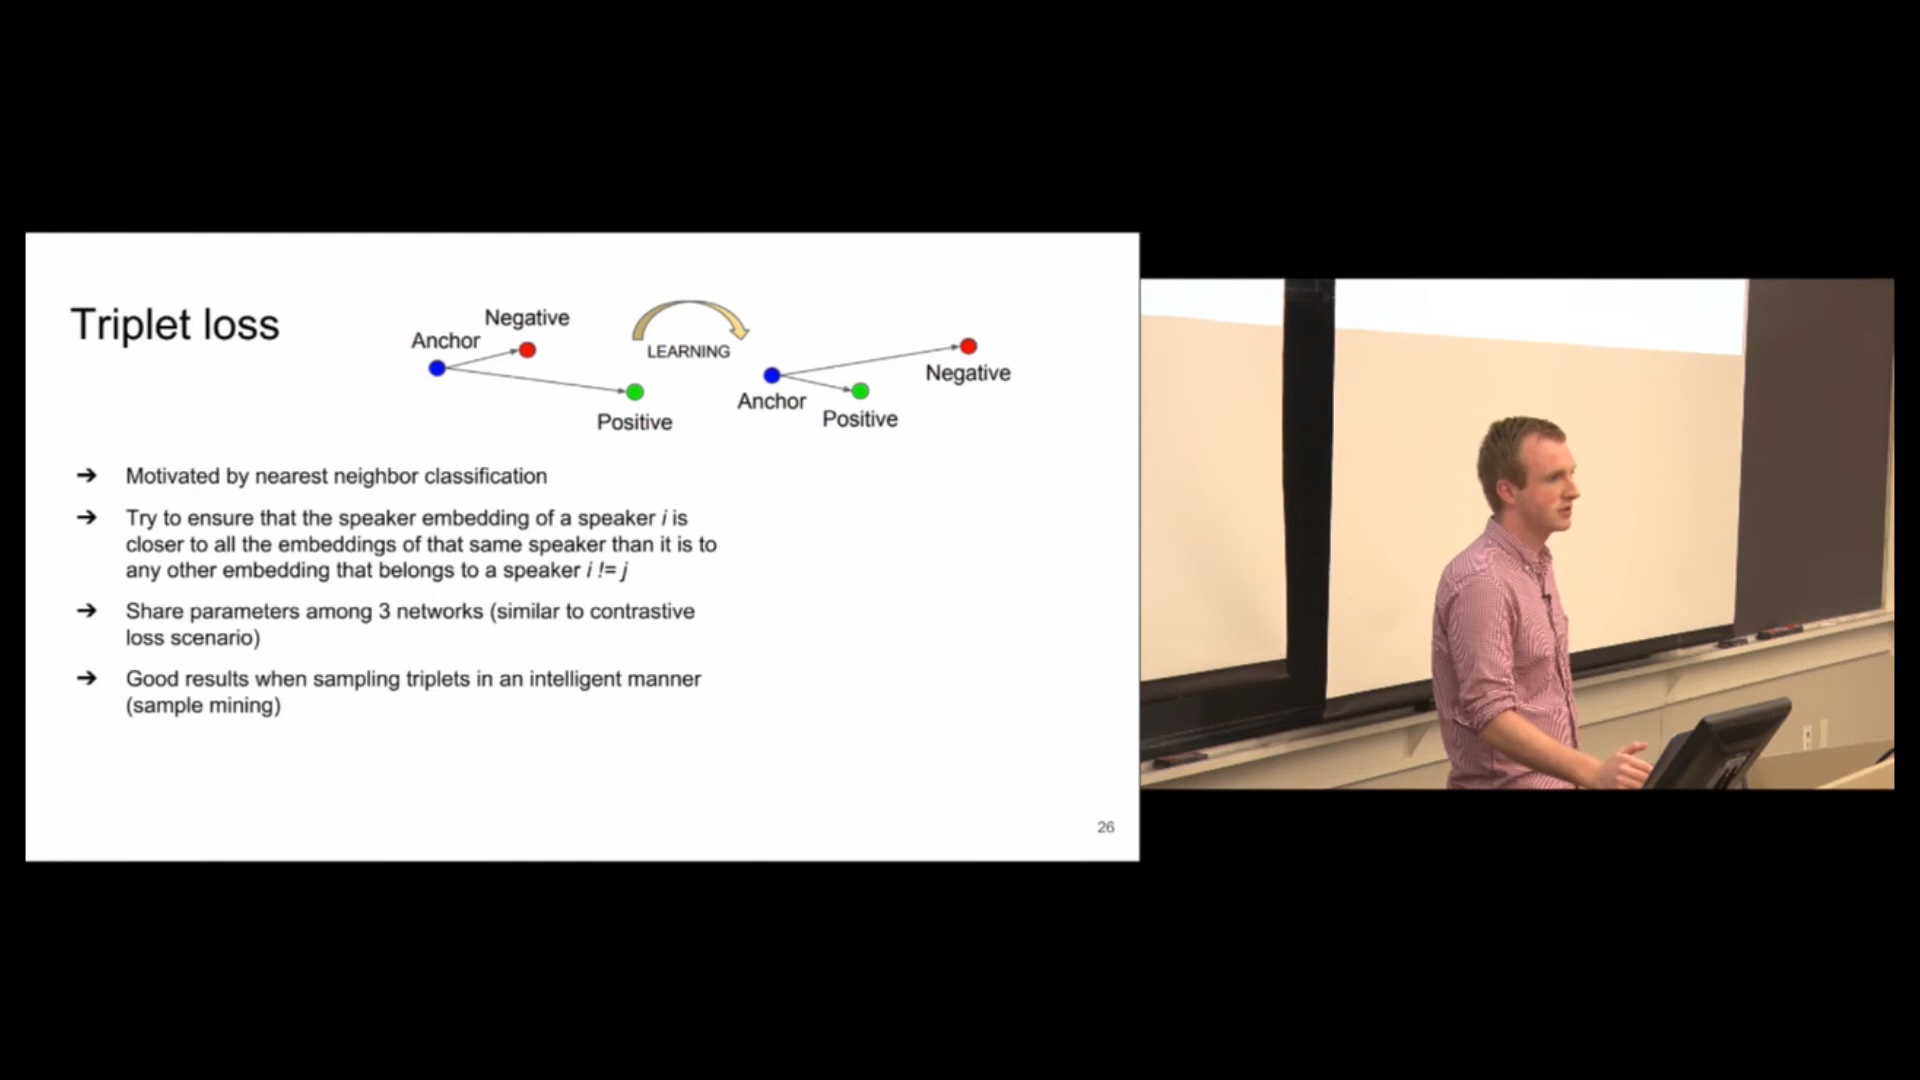 Triplet loss
Negative
Anchor
Positive
LEARNING
Negative
Anchor
Positive
➔ Motivated by nearest neighbor classification
➔ Try to ensure that the speaker embedding of a speaker i is
closer to all the embeddings of that same speaker than it is to
any other embedding that belongs to a speaker i != j
➔ Share parameters among 3 networks (similar to contrastive
loss scenario)
➔ Good results when sampling triplets in an intelligent manner
(sample mining)
26